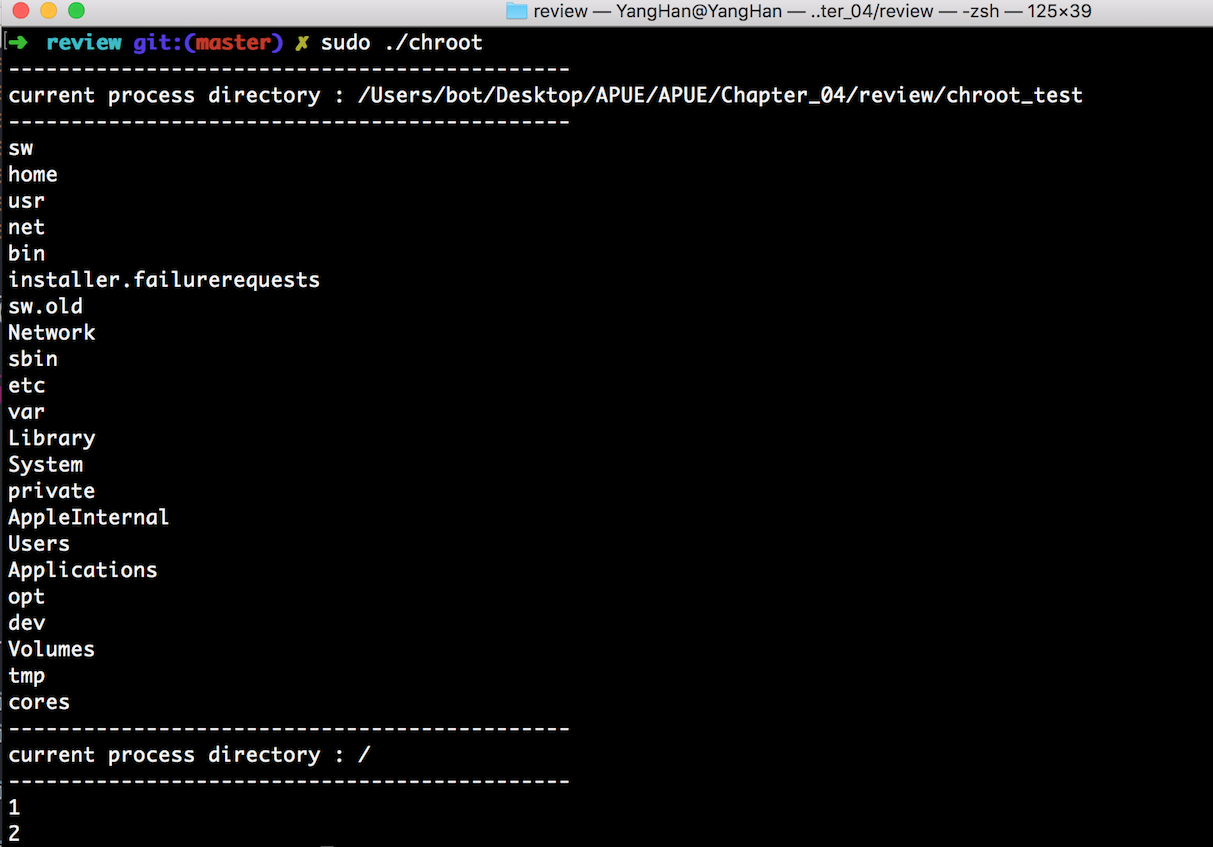 review — YangHan@YangHan — ..ter_04/review — -zsh — 125×39
➜ review git:(master) ✗ sudo ./chroot
---------------------------------------------
current process directory : /Users/bot/Desktop/APUE/APUE/Chapter_04/review/chroot_test
---------------------------------------------
sw
home
usr
net
bin
installer.failurerequests
sw.old
Network
sbin
etc
var
Library
System
private
AppleInternal
Users
Applications
opt
dev
Volumes
tmp
cores
---------------------------------------------
current process directory : /
---------------------------------------------
1
2